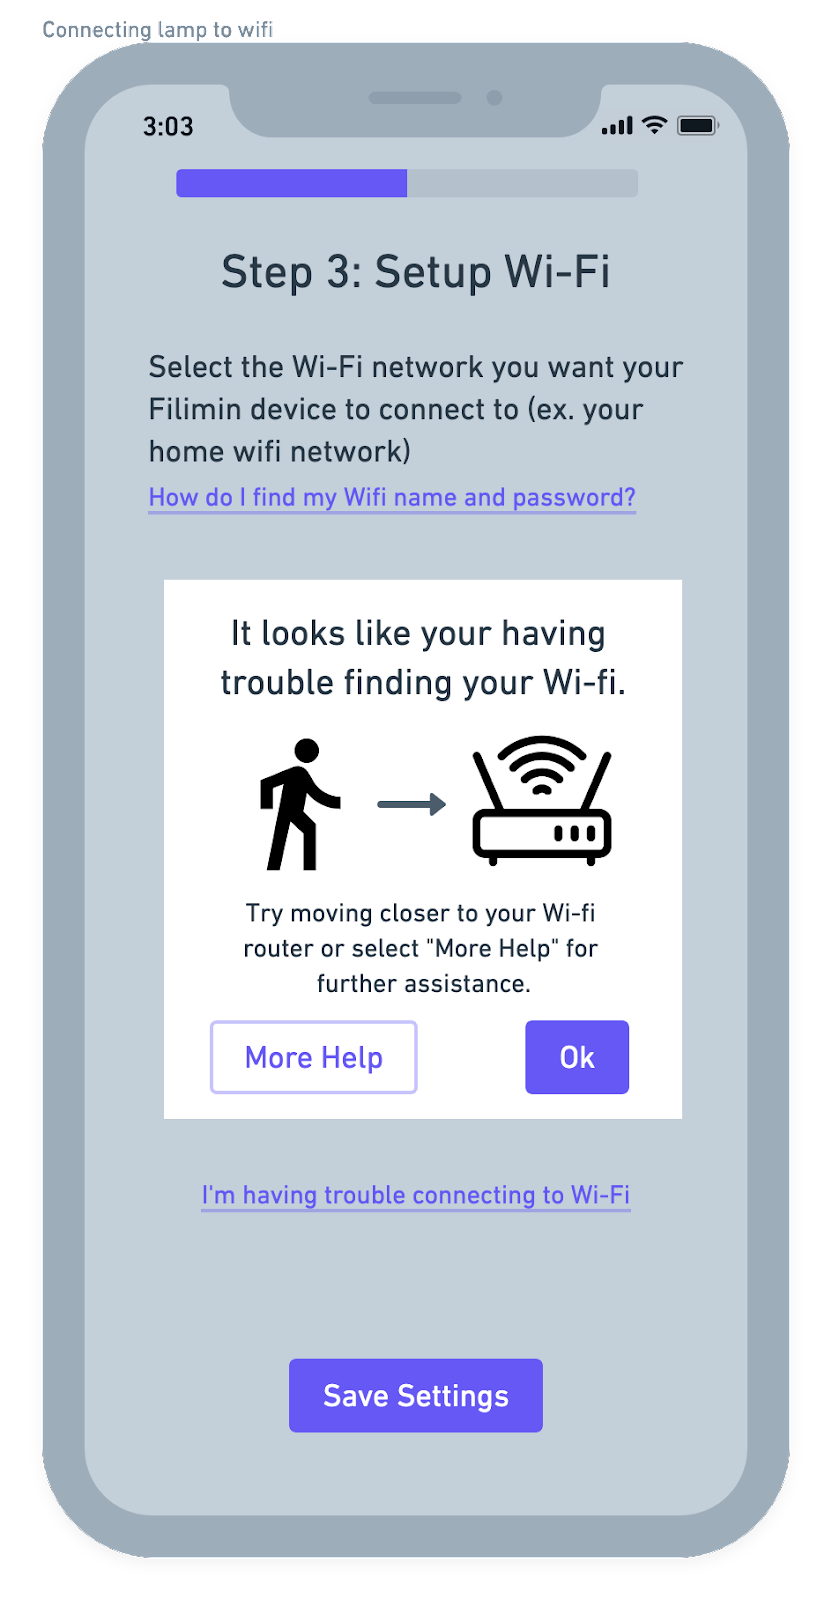 Connecting lamp to wifi
3:03
Step 3: Setup Wi-Fi
Select the Wi-Fi network you want your
Filimin device to connect to (ex. your
home wifi network)
How do I find my Wifi name and password?
It looks like your having
trouble finding your Wi-fi.
Try moving closer to your Wi-fi
router or select "More Help" for
further assistance.
More Help
Ok
I'm having trouble connecting to Wi-Fi
Save Settings